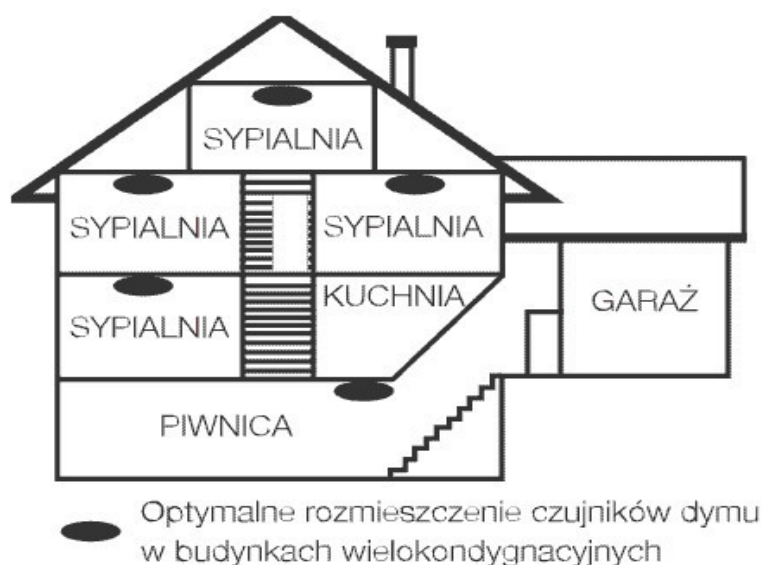 SYPIALNIA
SYPIALNIA
SYPIALNIA
SYPIALNIA
KUCHNIA
GARAŻ
PIWNICA
Optymalne rozmieszczenie czujników dymu
w budynkach wielokondygnacyjnych